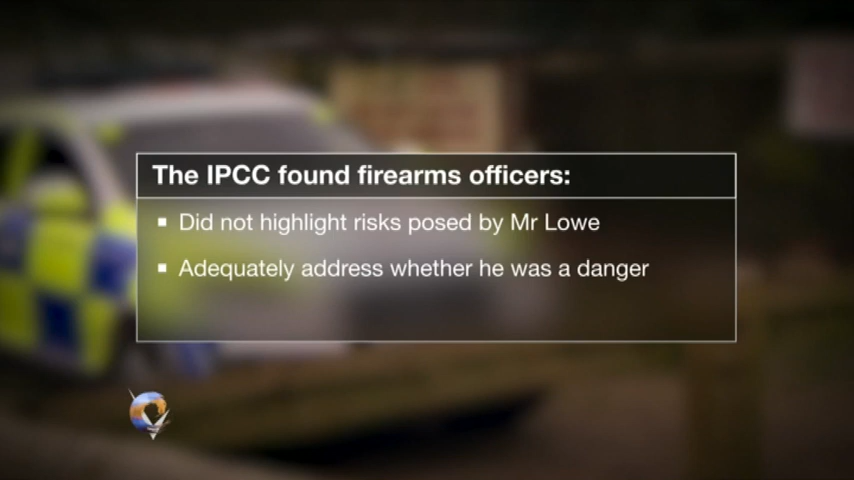 The IPCC found firearms officers:
▪ Did not highlight risks posed by Mr Lowe
▪ Adequately address whether he was a danger